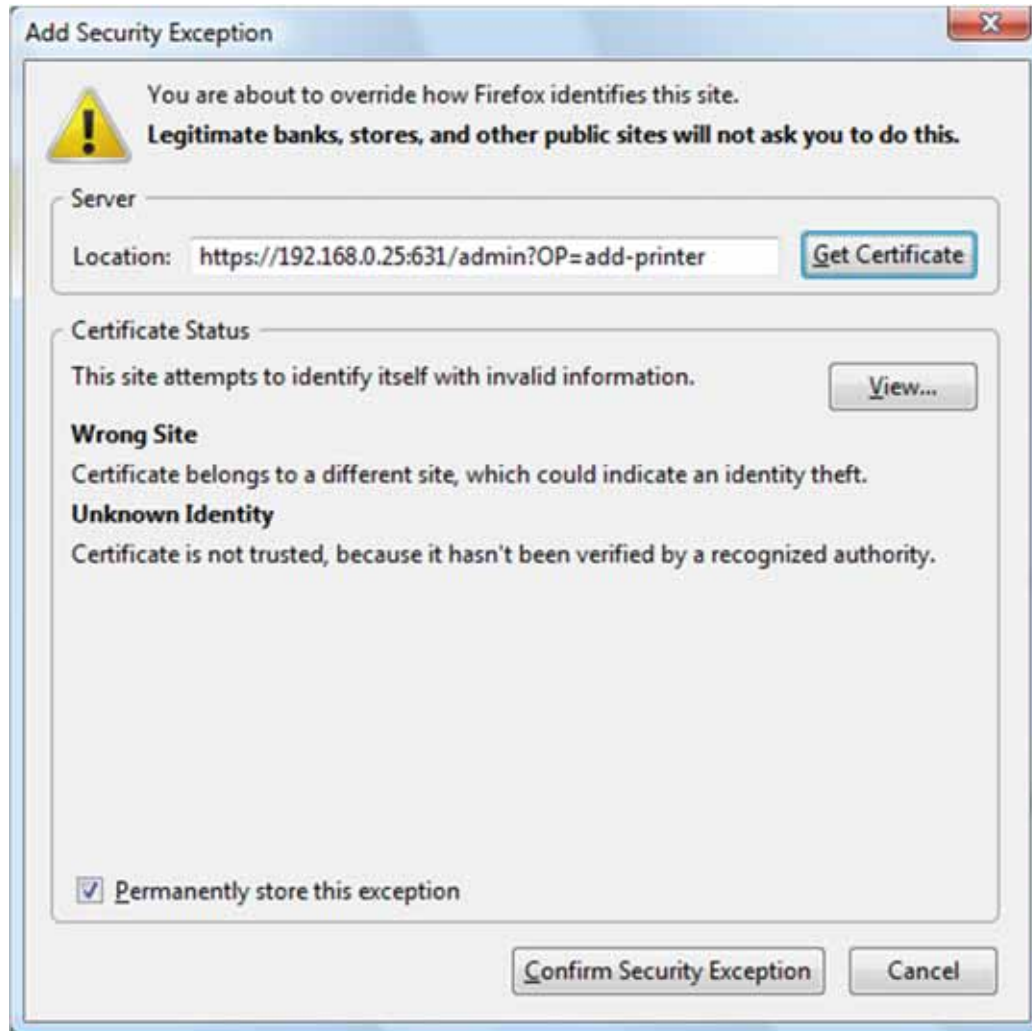 Add Security Exception
You are about to override how Firefox identifies this site.
Legitimate banks, stores, and other public sites will not ask you to do this.
Server
Location: https://192.168.0.25:631/admin?OP=add-printer Get Certificate
Certificate Status
This site attempts to identify itself with invalid information. View...
Wrong Site
Certificate belongs to a different site, which could indicate an identity theft.
Unknown Identity
Certificate is not trusted, because it hasn't been verified by a recognized authority.
Permanently store this exception
Confirm Security Exception Cancel